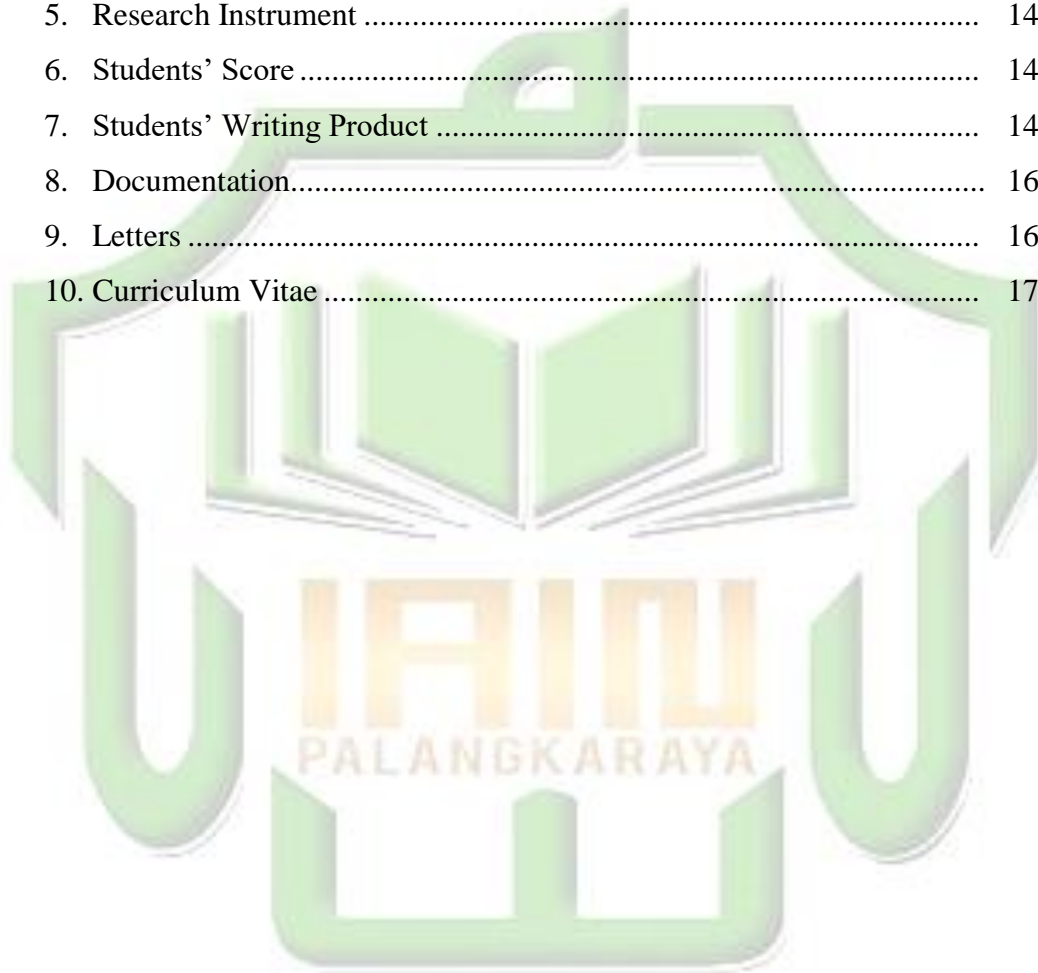 5. Research Instrument ........................................................................................ 14
6. Students’ Score ................................................................................................. 14
7. Students’ Writing Product .............................................................................. 14
8. Documentation.................................................................................................. 16
9. Letters ................................................................................................................ 16
10. Curriculum Vitae .............................................................................................. 17
IAIN
PALANGKARAYA